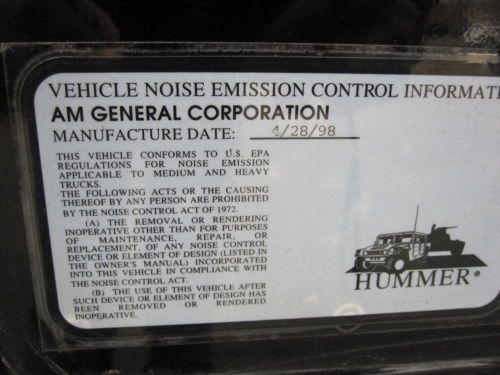 VEHICLE NOISE EMISSION CONTROL INFORMATI
AM GENERAL CORPORATION
MANUFACTURE DATE: 4/28/98
THIS VEHICLE CONFORMS TO U.S. EPA
REGULATIONS FOR NOISE EMISSION
APPLICABLE TO MEDIUM AND HEAVY
TRUCKS.
THE FOLLOWING ACTS OR THE CAUSING
THEREOF BY ANY PERSON ARE PROHIBITED
BY THE NOISE CONTROL ACT OF 1972.
(A) THE REMOVAL OR RENDERING
INOPERATIVE OTHER THAN FOR PURPOSES
OF MAINTENANCE, REPAIR, OR
REPLACEMENT, OF ANY NOISE CONTROL
DEVICE OR ELEMENT OF DESIGN (LISTED IN
THE OWNER'S MANUAL) INCORPORATED
INTO THIS VEHICLE IN COMPLIANCE WITH
THE NOISE CONTROL ACT.
(B) THE USE OF THIS VEHICLE AFTER
SUCH DEVICE OR ELEMENT OF DESIGN HAS
BEEN REMOVED OR RENDERED
INOPERATIVE.
HUMMER®